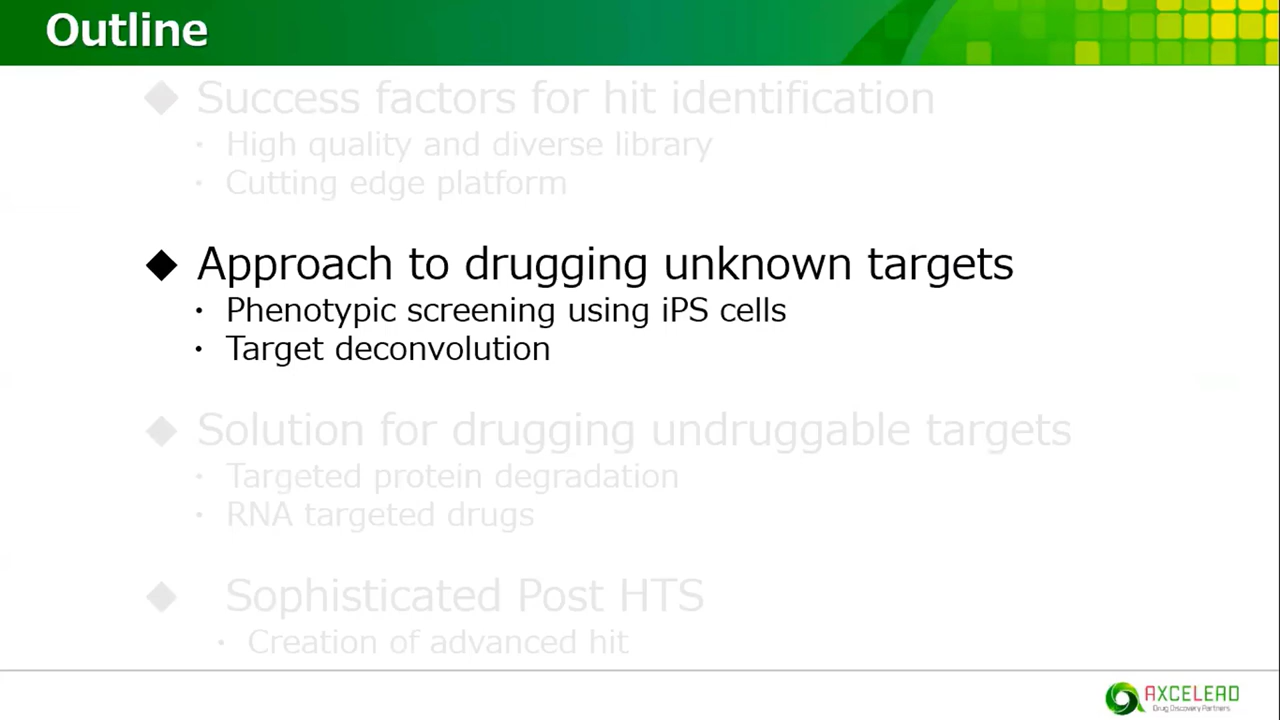 Outline
◆ Success factors for hit identification
・ High quality and diverse library
・ Cutting edge platform
◆ Approach to drugging unknown targets
・ Phenotypic screening using iPS cells
・ Target deconvolution
◆ Solution for drugging undruggable targets
・ Targeted protein degradation
・ RNA targeted drugs
◆ Sophisticated Post HTS
・ Creation of advanced hit
AXCELEAD
Drug Discovery Partners